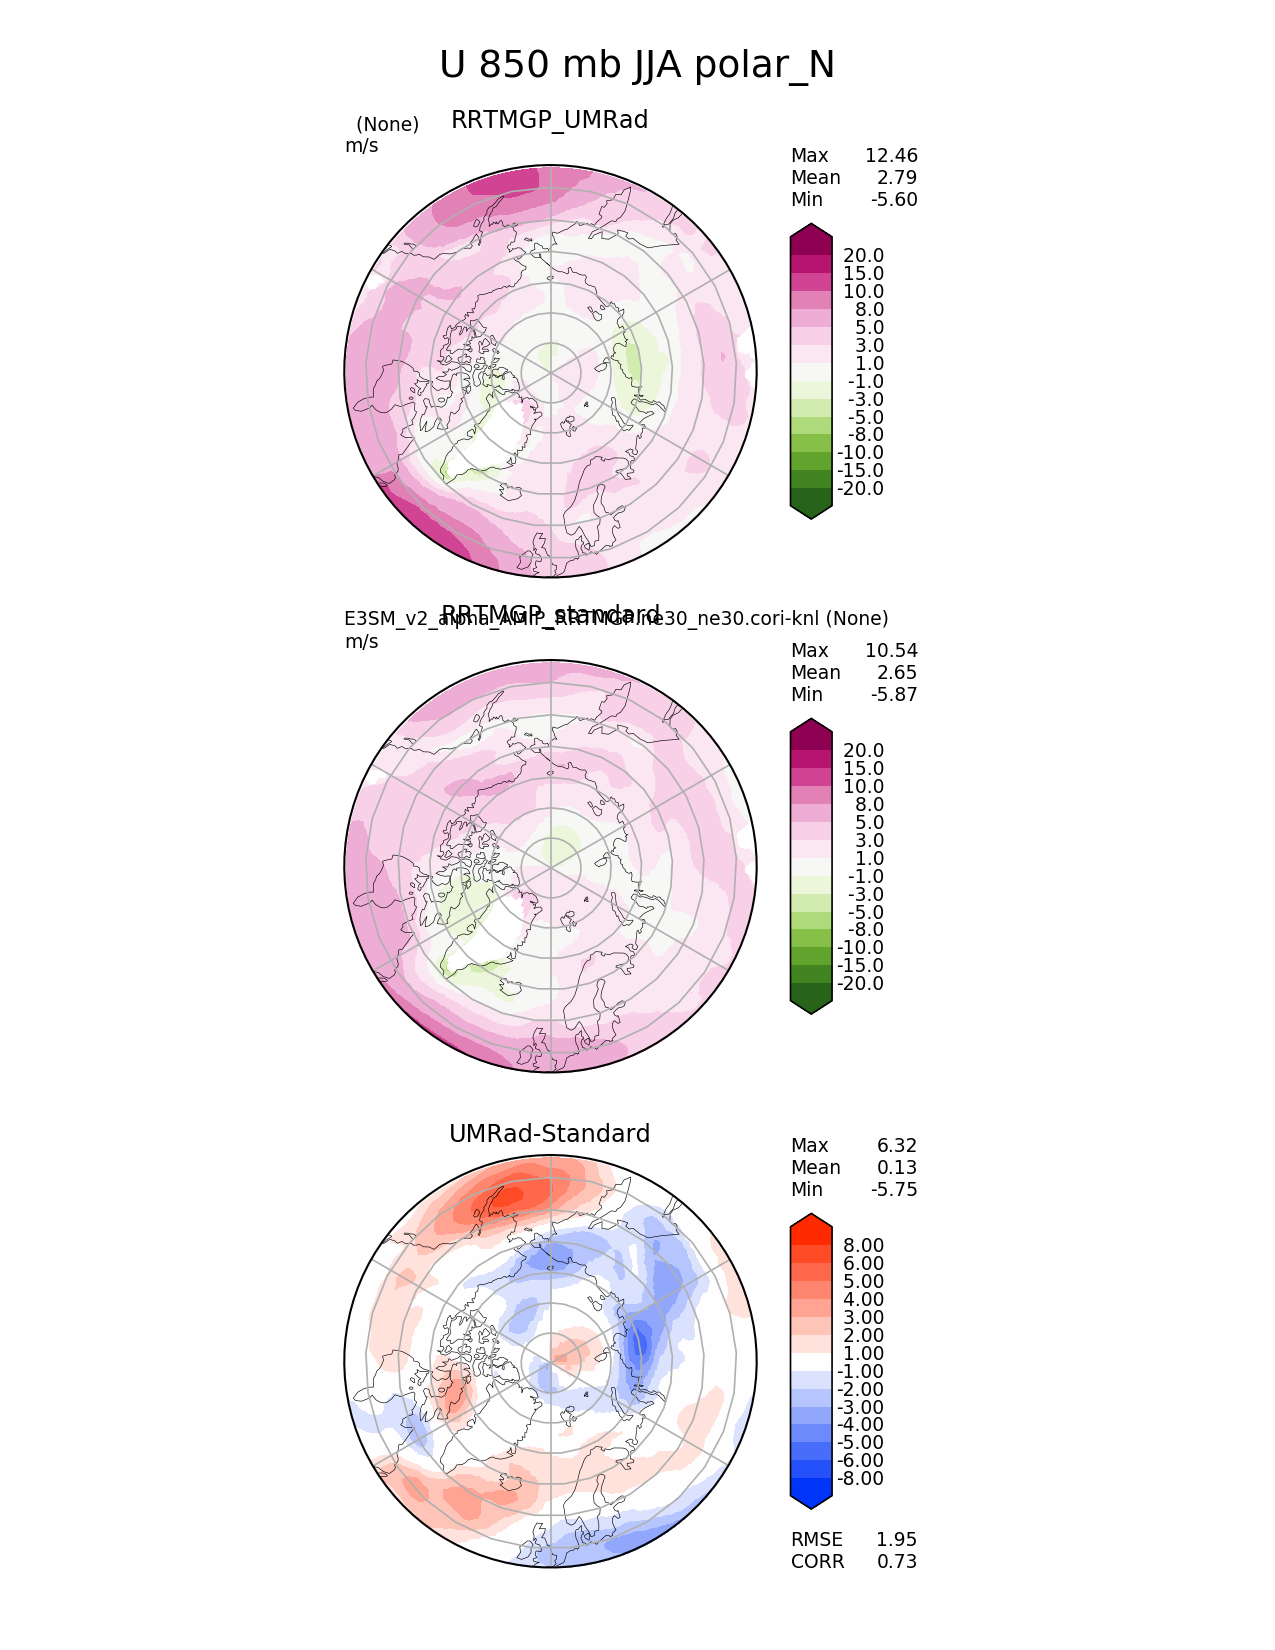 U 850 mb JJA polar_N
(None)
RRTMGP_UMRad
m/s
Max 12.46
Mean 2.79
Min -5.60
20.0
15.0
10.0
8.0
5.0
3.0
1.0
-1.0
-3.0
-5.0
-8.0
-10.0
-15.0
-20.0
RRTMGP_standard
E3SM_v2_alpha_AMIP_RRTMGP.ne30_ne30.cori-knl (None)
m/s
Max 10.54
Mean 2.65
Min -5.87
20.0
15.0
10.0
8.0
5.0
3.0
1.0
-1.0
-3.0
-5.0
-8.0
-10.0
-15.0
-20.0
UMRad-Standard
Max 6.32
Mean 0.13
Min -5.75
8.00
6.00
5.00
4.00
3.00
2.00
1.00
-1.00
-2.00
-3.00
-4.00
-5.00
-6.00
-8.00
RMSE 1.95
CORR 0.73